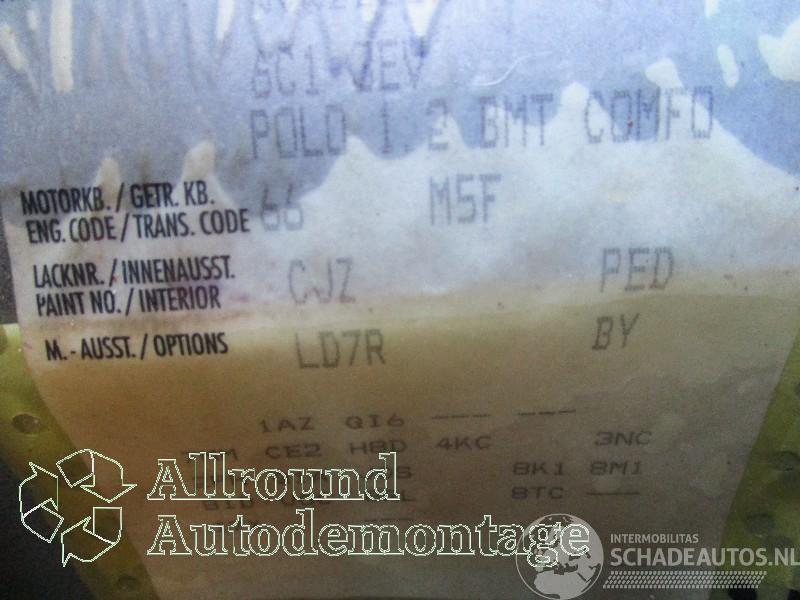 6C1 3EV
POLO 1.2 BMT COMFO
MOTORKB. / GETR. KB. 66 M5F
ENG. CODE / TRANS. CODE
LACKNR. / INNENAUSST. CJZ PED
PAINT NO. / INTERIOR
M. - AUSST. / OPTIONS LD7R BY
1AZ QI6 --- ---
CE2 H8D 4KC 3NC
8K1 8M1
8TC ---
Allround
Autodemontage
INTERMOBILITAS
SCHADEAUTOS.NL